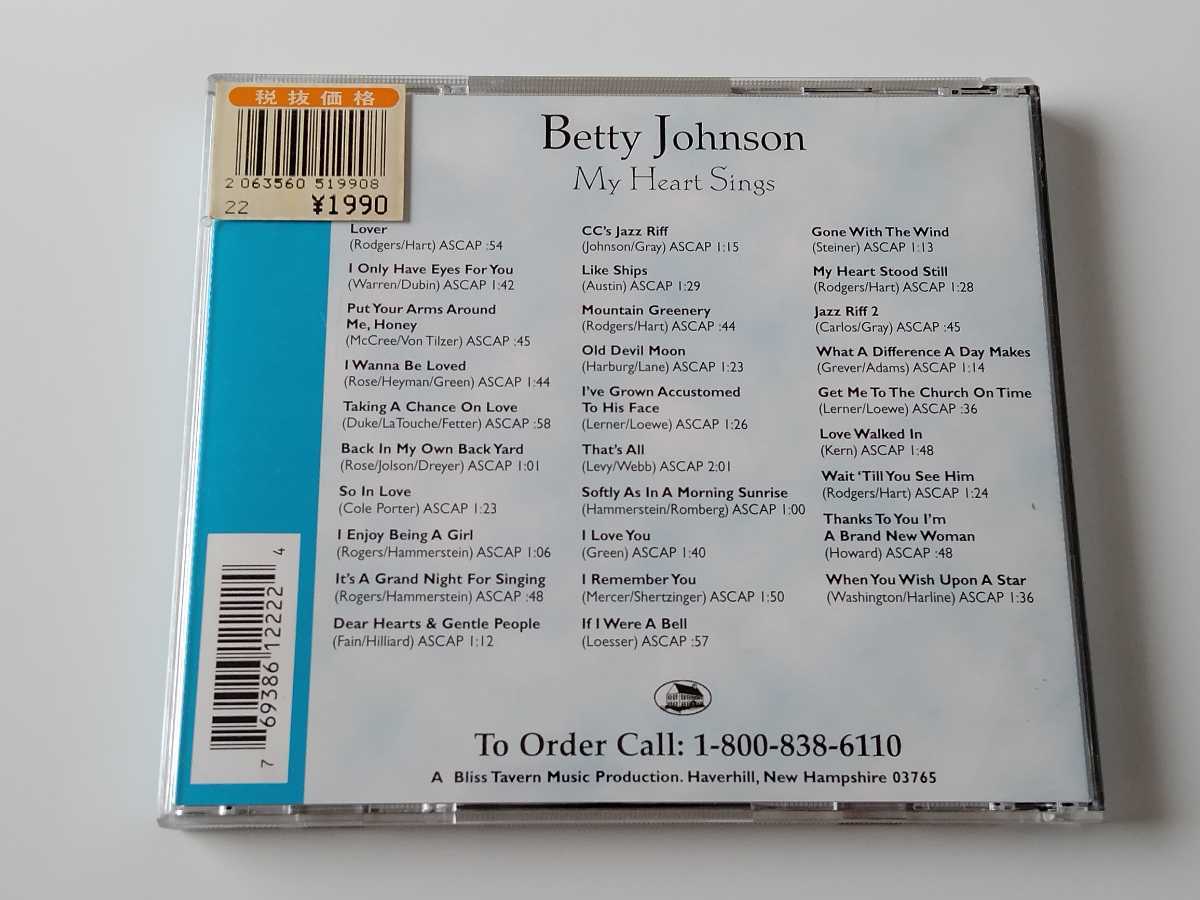 税抜価格
2 063560 519908
22 ¥1990
Betty Johnson
My Heart Sings
Lover
(Rodgers/Hart) ASCAP :54
I Only Have Eyes For You
(Warren/Dubin) ASCAP 1:42
Put Your Arms Around
Me, Honey
(McCree/Von Tilzer) ASCAP :45
I Wanna Be Loved
(Rose/Heyman/Green) ASCAP 1:44
Taking A Chance On Love
(Duke/LaTouche/Fetter) ASCAP :58
Back In My Own Back Yard
(Rose/Jolson/Dreyer) ASCAP 1:01
So In Love
(Cole Porter) ASCAP 1:23
I Enjoy Being A Girl
(Rogers/Hammerstein) ASCAP 1:06
It's A Grand Night For Singing
(Rogers/Hammerstein) ASCAP :48
Dear Hearts & Gentle People
(Fain/Hilliard) ASCAP 1:12
CC's Jazz Riff
(Johnson/Gray) ASCAP 1:15
Like Ships
(Austin) ASCAP 1:29
Mountain Greenery
(Rodgers/Hart) ASCAP :44
Old Devil Moon
(Harburg/Lane) ASCAP 1:23
I've Grown Accustomed
To His Face
(Lerner/Loewe) ASCAP 1:26
That's All
(Levy/Webb) ASCAP 2:01
Softly As In A Morning Sunrise
(Hammerstein/Romberg) ASCAP 1:00
I Love You
(Green) ASCAP 1:40
I Remember You
(Mercer/Shertzinger) ASCAP 1:50
If I Were A Bell
(Loesser) ASCAP :57
Gone With The Wind
(Steiner) ASCAP 1:13
My Heart Stood Still
(Rodgers/Hart) ASCAP 1:28
Jazz Riff 2
(Carlos/Gray) ASCAP :45
What A Difference A Day Makes
(Grever/Adams) ASCAP 1:14
Get Me To The Church On Time
(Lerner/Loewe) ASCAP :36
Love Walked In
(Kern) ASCAP 1:48
Wait 'Till You See Him
(Rodgers/Hart) ASCAP 1:24
Thanks To You I'm
A Brand New Woman
(Howard) ASCAP :48
When You Wish Upon A Star
(Washington/Harline) ASCAP 1:36
7 69386 12222 4
To Order Call: 1-800-838-6110
A Bliss Tavern Music Production. Haverhill, New Hampshire 03765